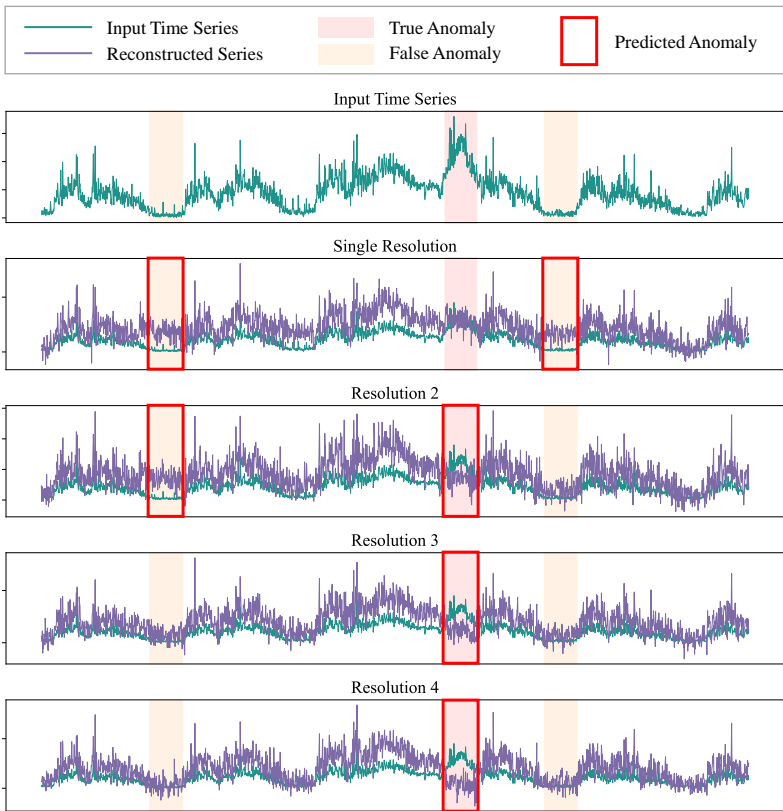 Input Time Series
Reconstructed Series
True Anomaly
False Anomaly
Predicted Anomaly
Input Time Series
Single Resolution
Resolution 2
Resolution 3
Resolution 4